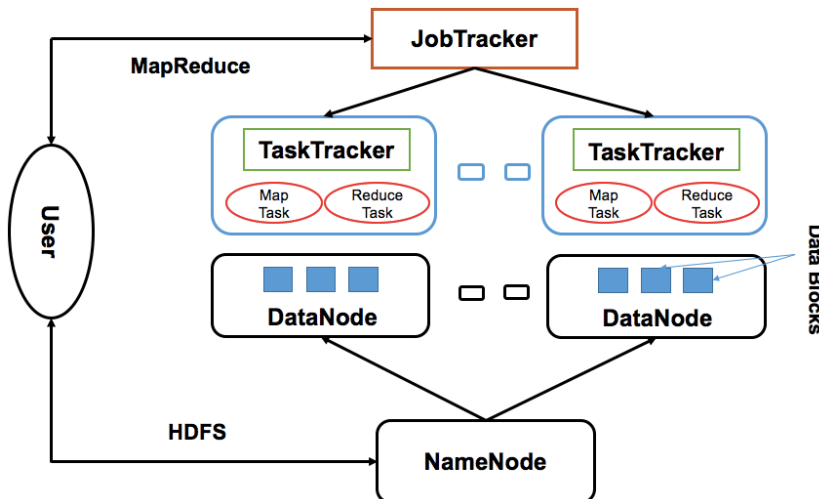 JobTracker
MapReduce
TaskTracker
Map
Task
Reduce
Task
TaskTracker
Map
Task
Reduce
Task
User
DataNode
DataNode
Data Blocks
HDFS
NameNode